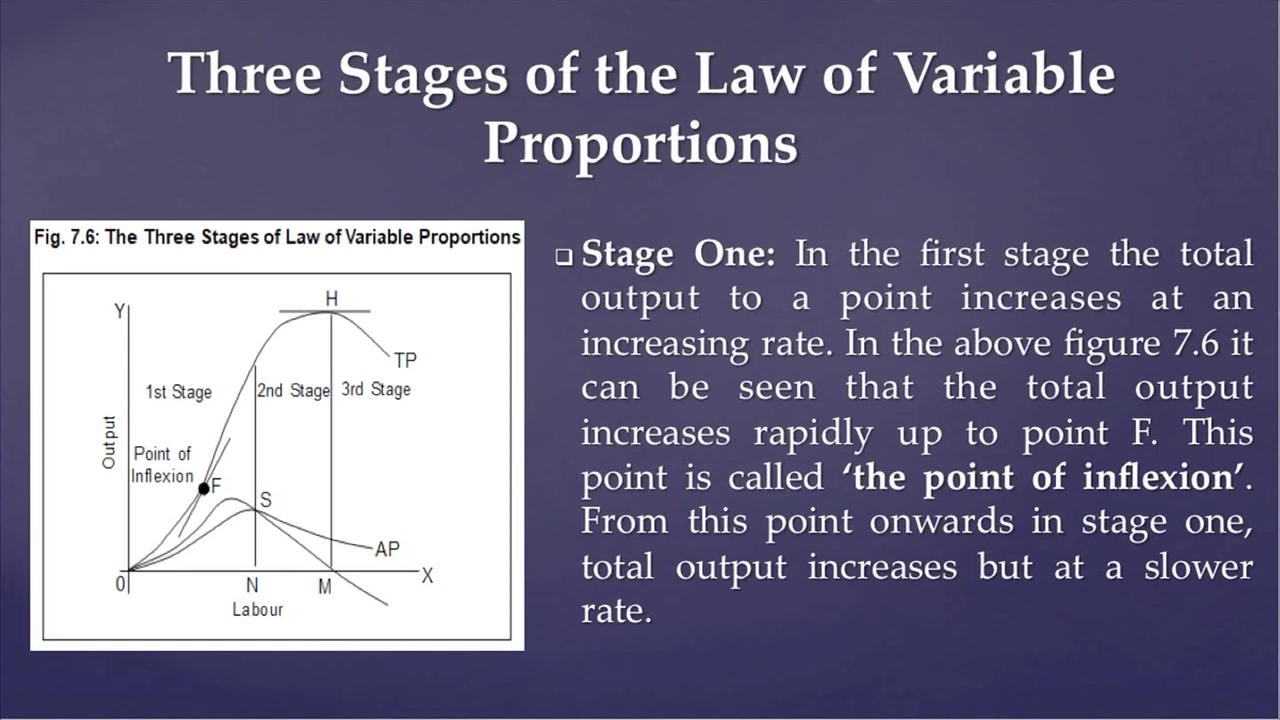 Three Stages of the Law of Variable
Proportions
Fig. 7.6: The Three Stages of Law of Variable Proportions
Y
H
TP
1st Stage
2nd Stage
3rd Stage
Output
Point of
Inflexion
F
S
AP
0
N
M
X
Labour
❑ Stage One: In the first stage the total
output to a point increases at an
increasing rate. In the above figure 7.6 it
can be seen that the total output
increases rapidly up to point F. This
point is called ‘the point of inflexion’.
From this point onwards in stage one,
total output increases but at a slower
rate.